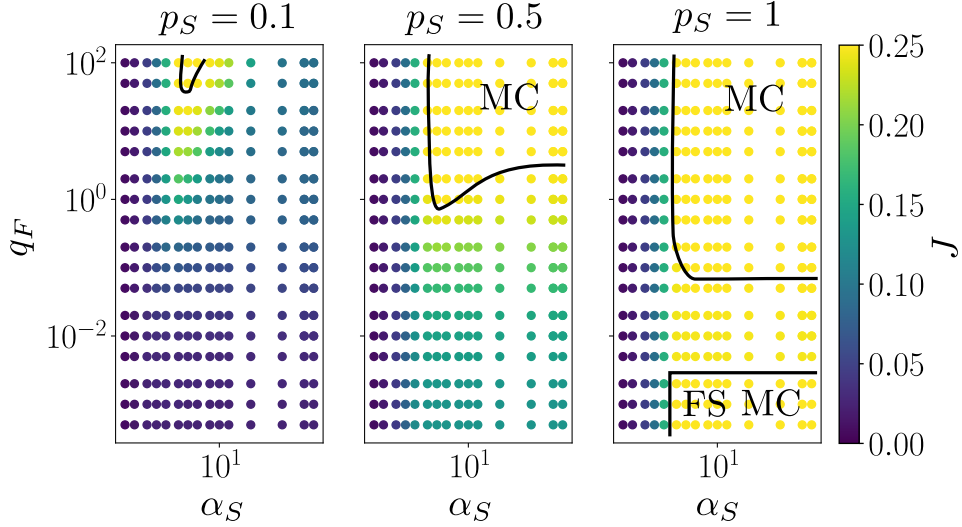 p_S = 0.1
p_S = 0.5
p_S = 1
q_F
10^2
10^0
10^{-2}
MC
MC
FS MC
10^1
10^1
10^1
α_S
α_S
α_S
0.25
0.20
0.15
0.10
0.05
0.00
J